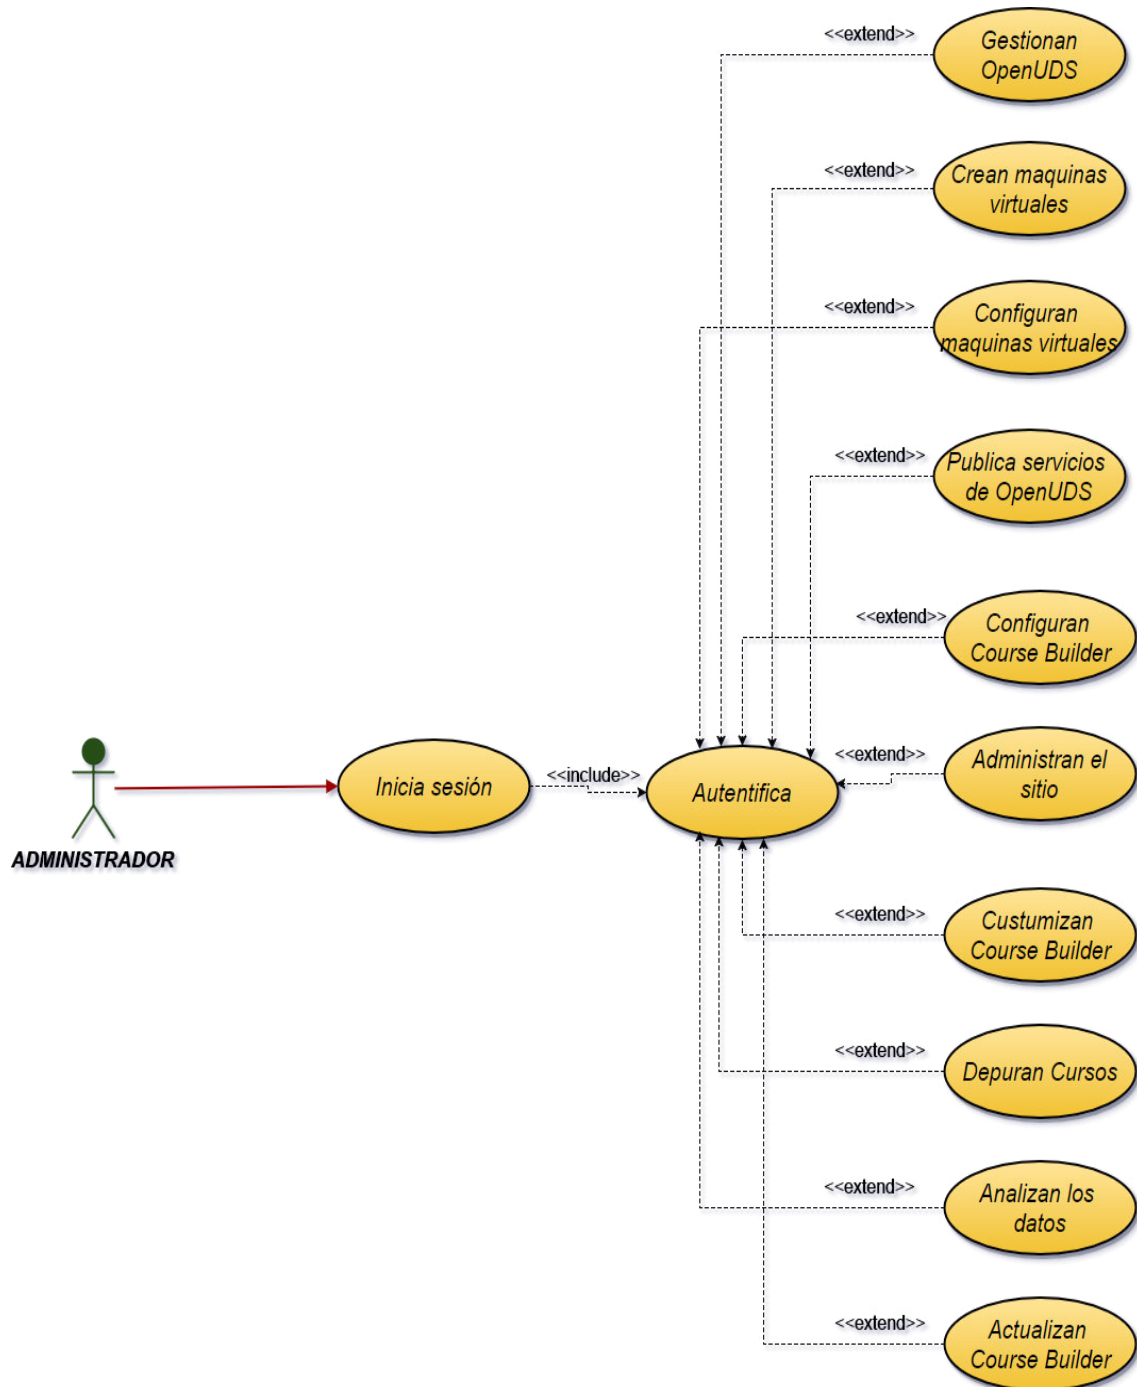 <<extend>>
Gestionan
OpenUDS
<<extend>>
Crean maquinas
virtuales
<<extend>>
Configuran
maquinas virtuales
<<extend>>
Publica servicios
de OpenUDS
<<extend>>
Configuran
Course Builder
<<extend>>
Administran el
sitio
ADMINISTRADOR
Inicia sesión
<<include>>
Autentifica
<<extend>>
Custumizan
Course Builder
<<extend>>
Depuran Cursos
<<extend>>
Analizan los
datos
<<extend>>
Actualizan
Course Builder